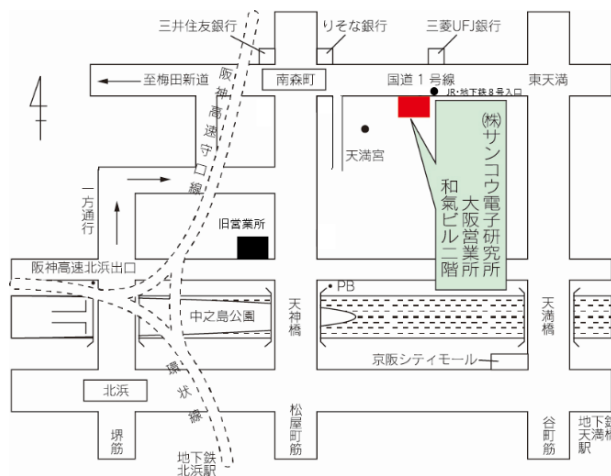 三井住友銀行
りそな銀行
三菱UFJ銀行
至梅田新道
阪神高速守口線
南森町
国道1号線
東天満
JR・地下鉄8号入口
天満宮
㈱サンコウ電子研究所
大阪営業所
和氣ビル二階
一方通行
旧営業所
阪神高速北浜出口
PB
中之島公園
天神橋
天満橋
京阪シティモール
北浜
環状線
堺筋
地下鉄
北浜駅
松屋町筋
谷町筋
地下鉄
天満橋
駅